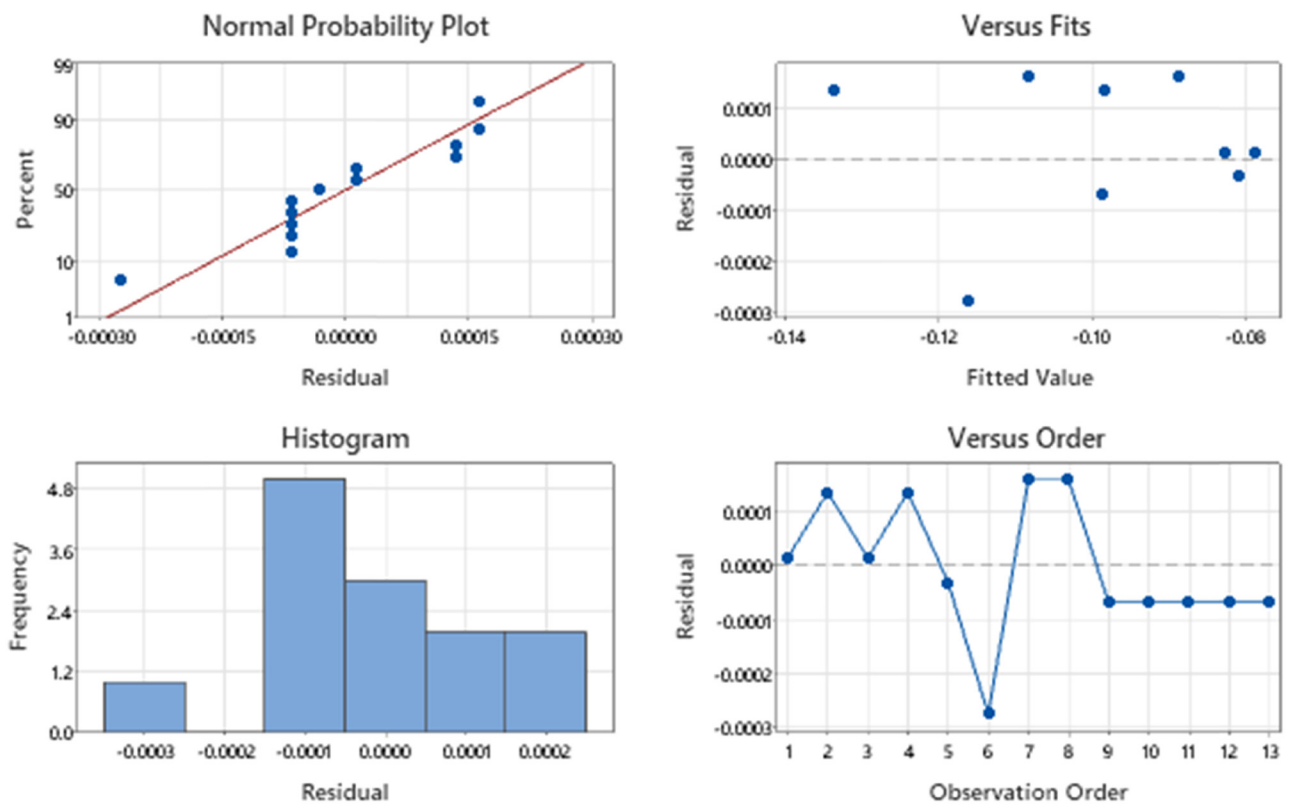 Normal Probability Plot
99
90
50
10
1
Percent
-0.00030 -0.00015 0.00000 0.00015 0.00030
Residual
Versus Fits
0.0001
0.0000
-0.0001
-0.0002
-0.0003
Residual
-0.14 -0.12 -0.10 -0.08
Fitted Value
Histogram
4.8
3.6
2.4
1.2
0.0
Frequency
-0.0003 -0.0002 -0.0001 0.0000 0.0001 0.0002
Residual
Versus Order
0.0001
0.0000
-0.0001
-0.0002
-0.0003
Residual
1 2 3 4 5 6 7 8 9 10 11 12 13
Observation Order